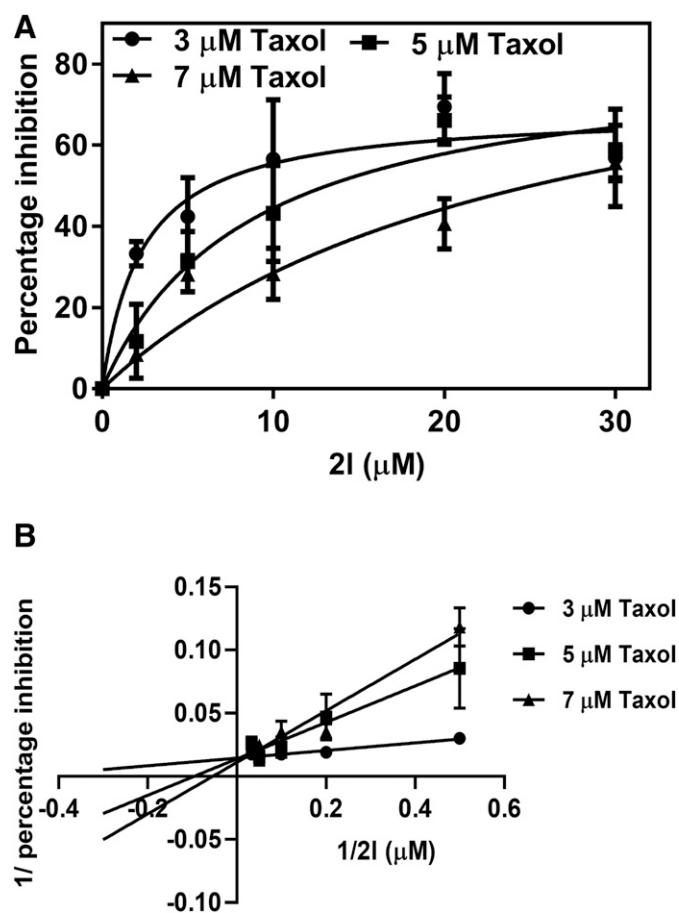 A
3 μM Taxol
5 μM Taxol
7 μM Taxol
Percentage inhibition
80
60
40
20
0
0 10 20 30
2l (μM)
B
1/ percentage inhibition
0.15
0.10
0.05
-0.05
-0.10
-0.4 -0.2 0.0 0.2 0.4 0.6
1/2l (μM)
3 μM Taxol
5 μM Taxol
7 μM Taxol